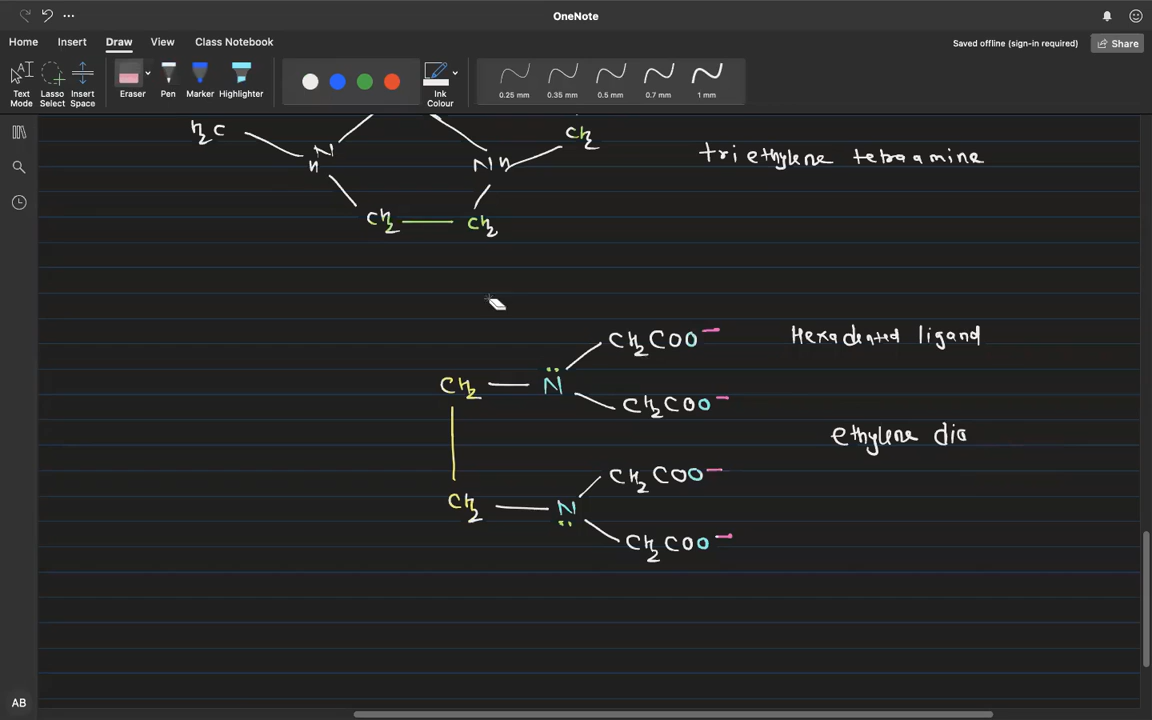 OneNote
Home Insert Draw View Class Notebook
Saved offline (sign-in required) Share
Text Mode Lasso Select Insert Space Eraser Pen Marker Highlighter Ink Colour 0.25 mm 0.35 mm 0.5 mm 0.7 mm 1 mm
H₂C CH₂
N H NH triethylene tetraamine
CH₂ CH₂
CH₂COO⁻ Hexadented ligand
CH₂ N
CH₂COO⁻
ethylene dia
CH₂COO⁻
CH₂ N
CH₂COO⁻
AB